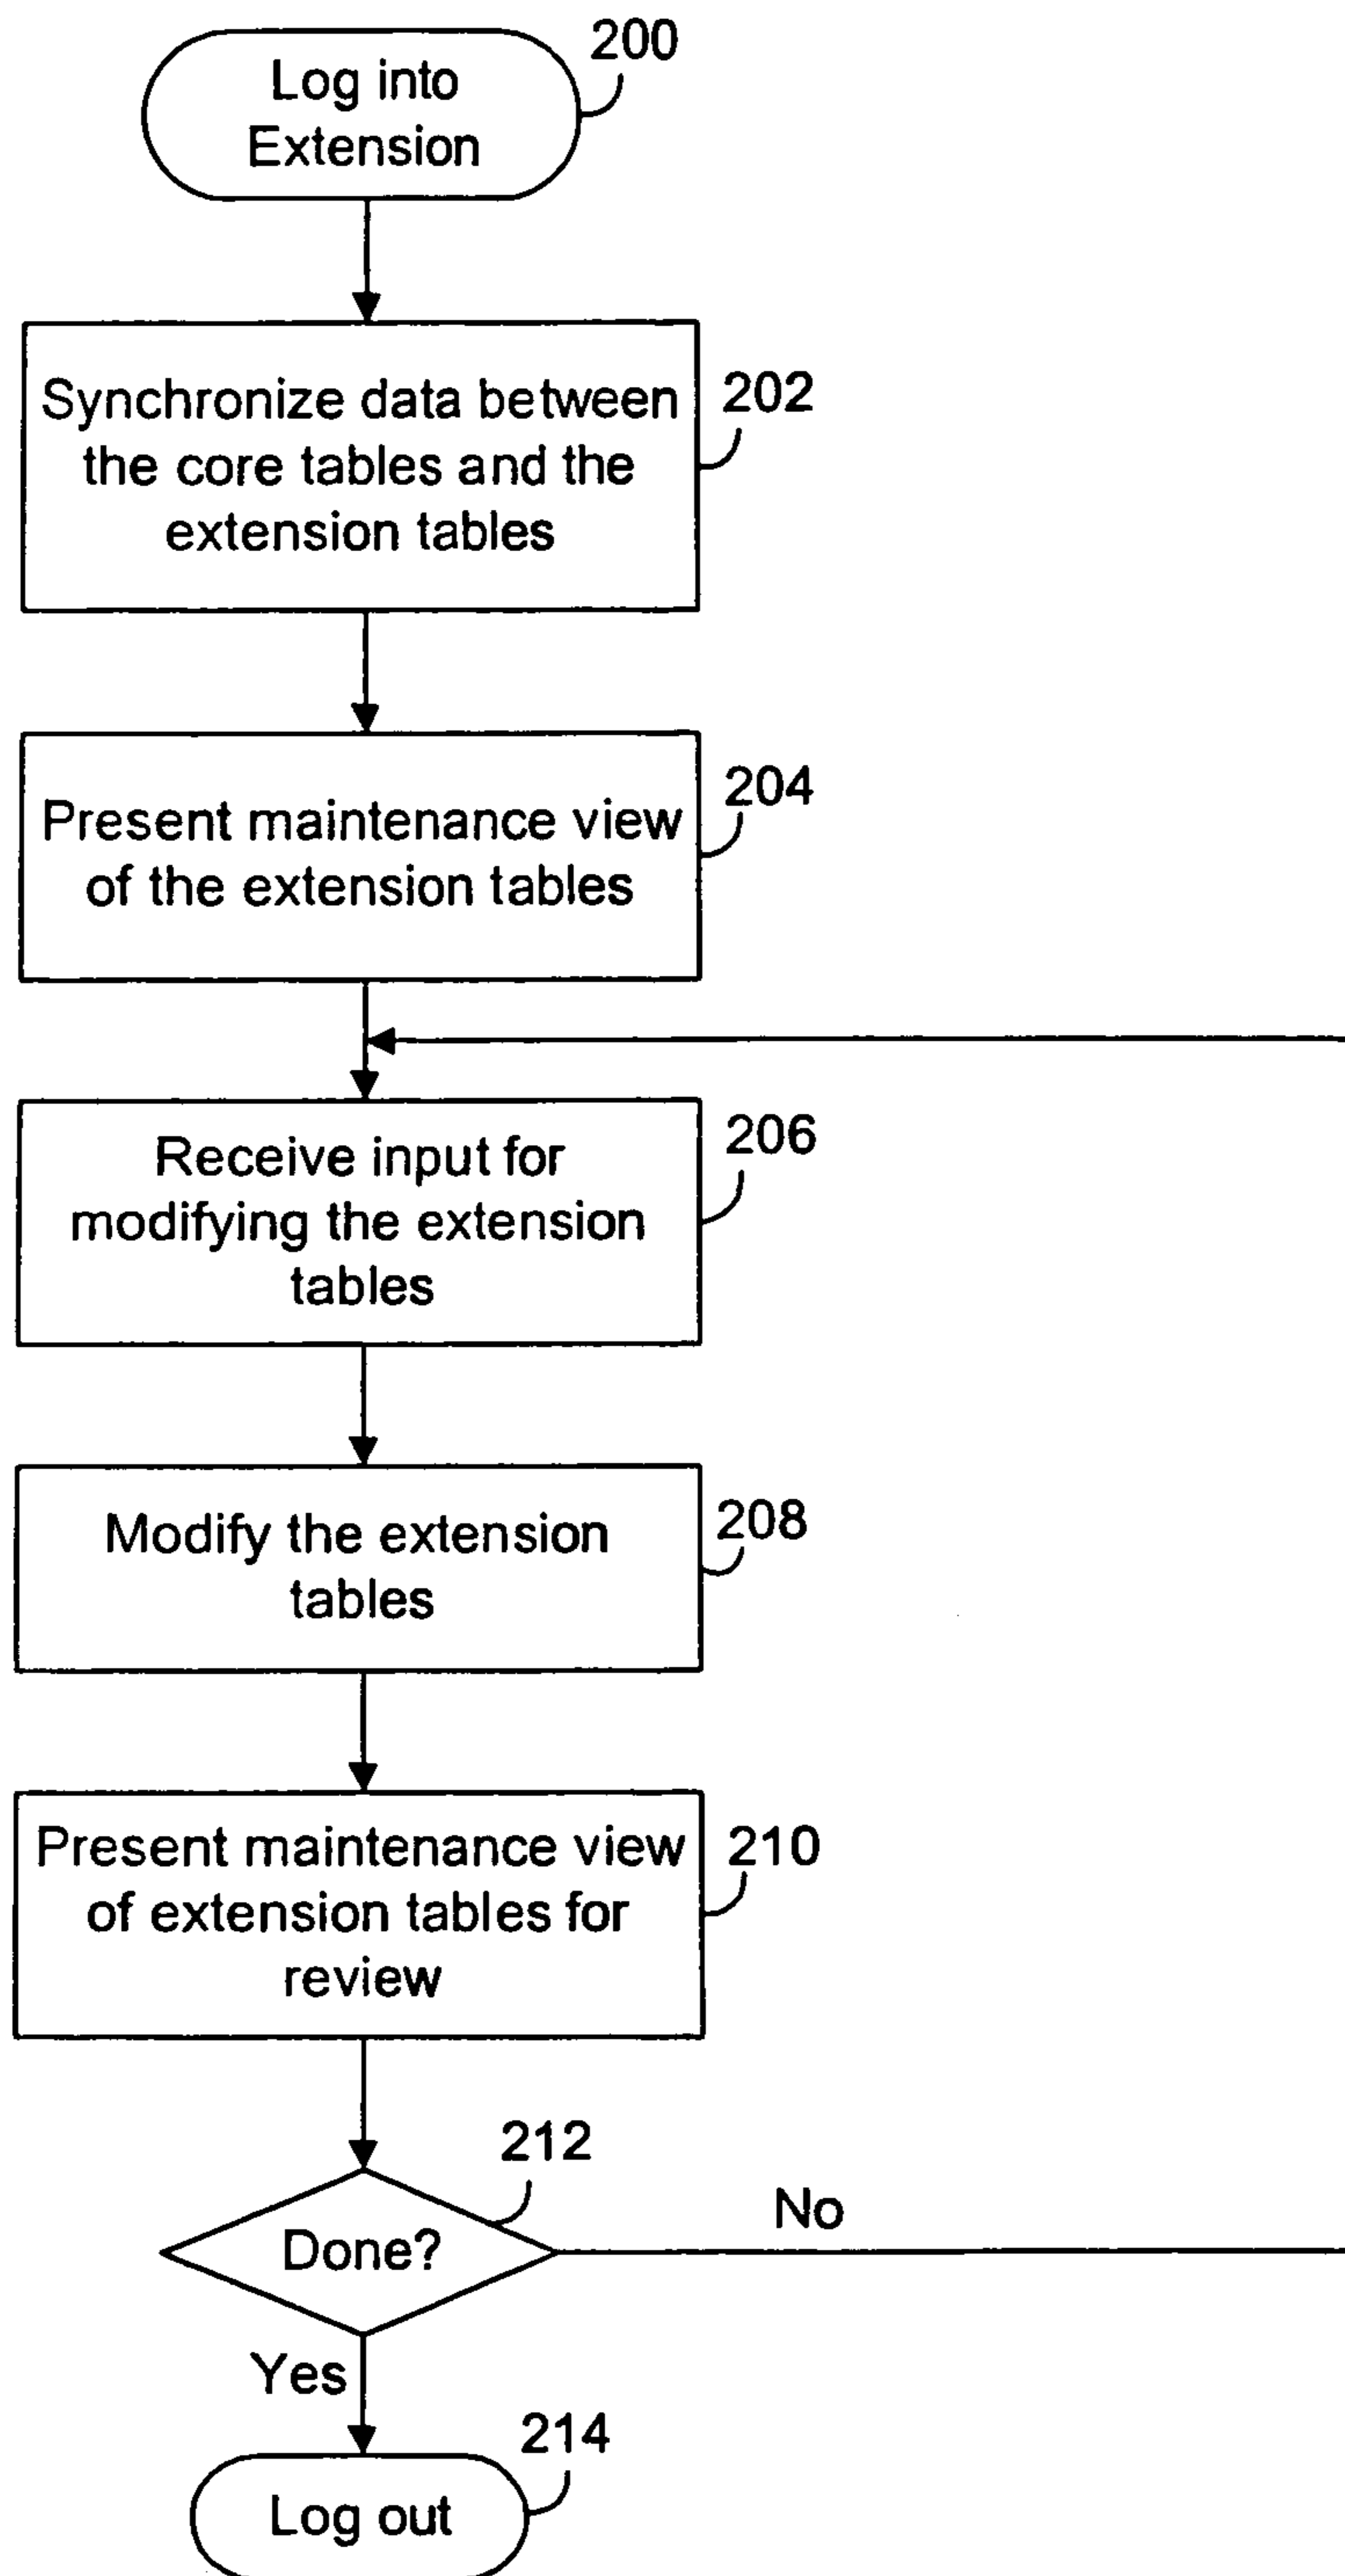 200
Log into
Extension
202
Synchronize data between
the core tables and the
extension tables
204
Present maintenance view
of the extension tables
206
Receive input for
modifying the extension
tables
208
Modify the extension
tables
210
Present maintenance view
of extension tables for
review
212
Done?
No
Yes
214
Log out